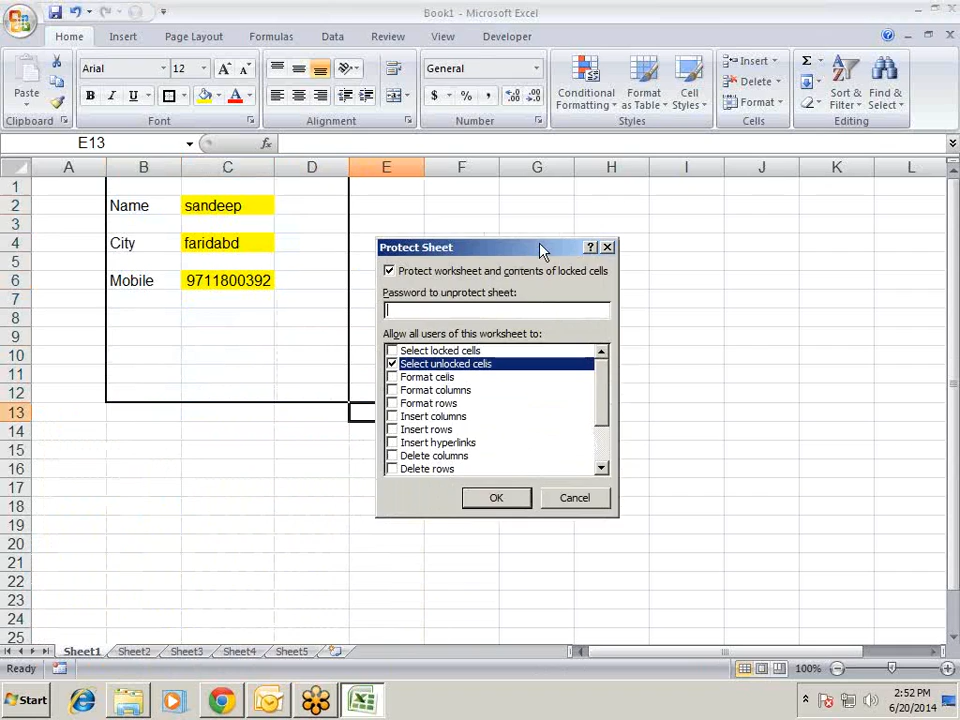 Book1 - Microsoft Excel
Home Insert Page Layout Formulas Data Review View Developer
Paste Arial 12 A A General Conditional Formatting Format as Table Cell Styles Insert Delete Format Sort & Filter Find & Select
B I U A $ % ,
Clipboard Font Alignment Number Styles Cells Editing
E13 fx
A B C D E F G H I J K L
1
2 Name sandeep
3
4 City faridabd
5
6 Mobile 9711800392
7
8
9
10
11
12
13
14
15
16
17
18
19
20
21
22
23
24
25
Protect Sheet
Protect worksheet and contents of locked cells
Password to unprotect sheet:
Allow all users of this worksheet to:
Select locked cells
Select unlocked cells
Format cells
Format columns
Format rows
Insert columns
Insert rows
Insert hyperlinks
Delete columns
Delete rows
OK Cancel
Sheet1 Sheet2 Sheet3 Sheet4 Sheet5
Ready 100%
Start 2:52 PM
6/20/2014